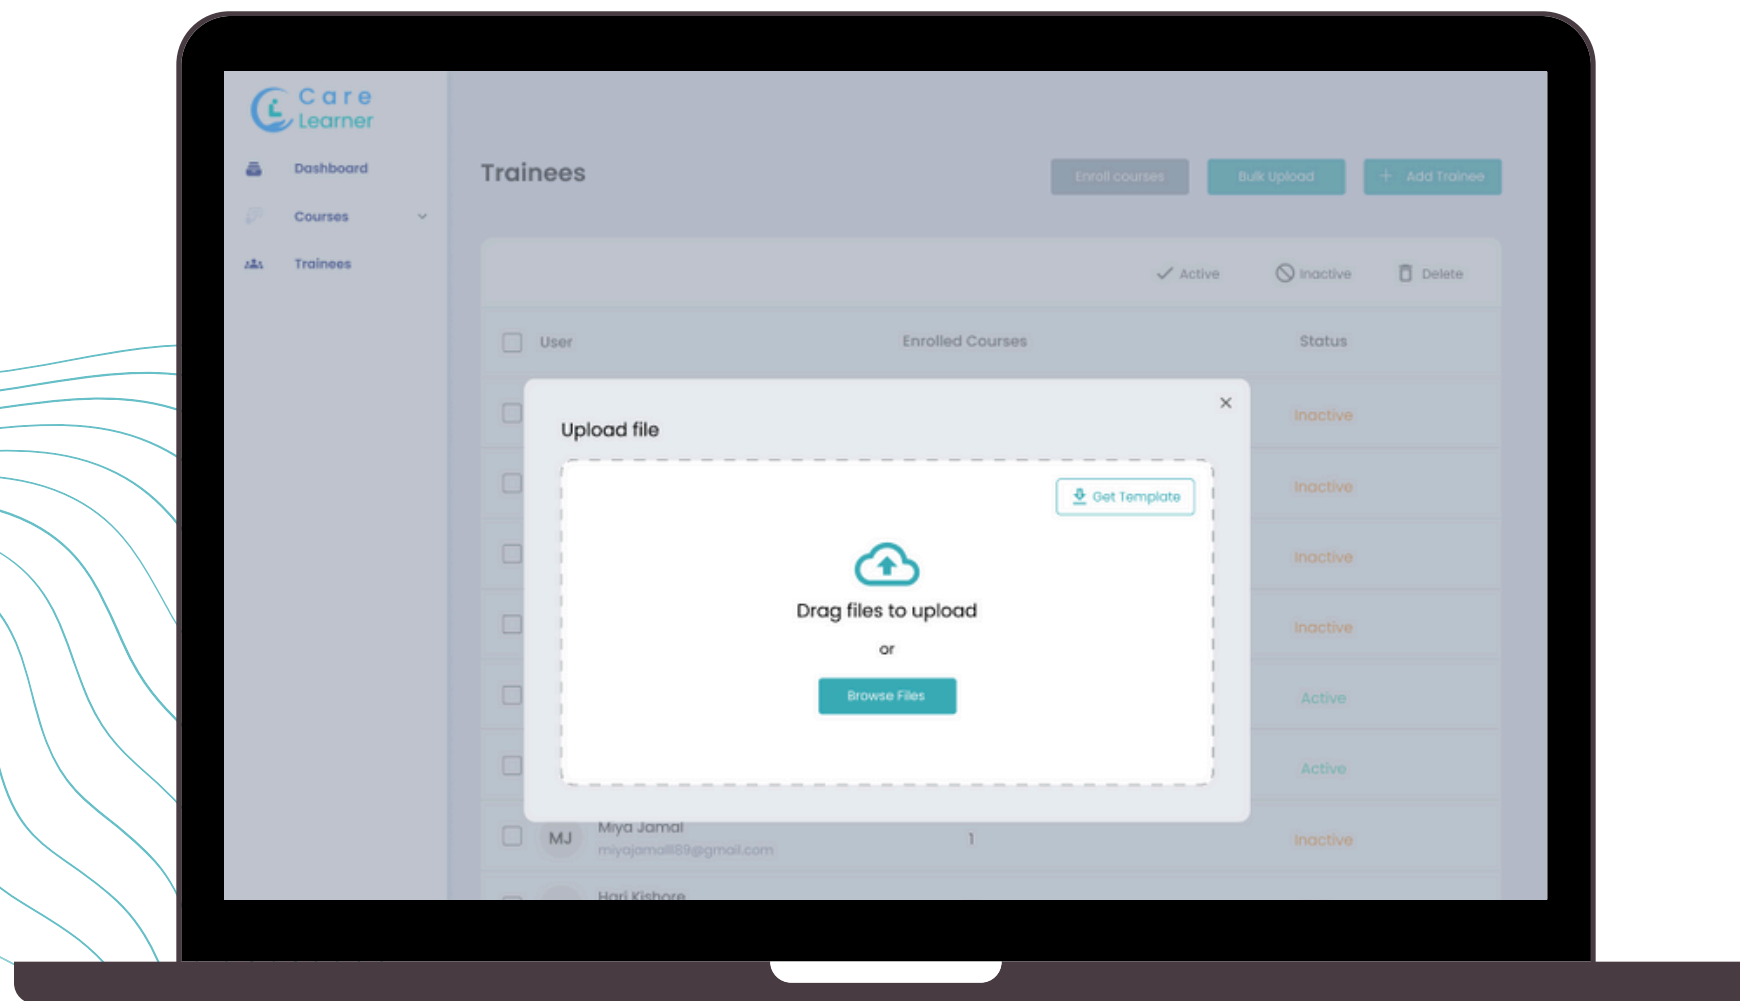 Care
Learner
Dashboard
Courses
Trainees
Trainees
Enroll courses
Bulk Upload
+ Add Trainee
Active
Inactive
Delete
User
Enrolled Courses
Status
Inactive
Inactive
Inactive
Inactive
Active
Active
Upload file
Get Template
Drag files to upload
or
Browse Files
MJ
Miya Jamal
1
Inactive
Hari Kishore